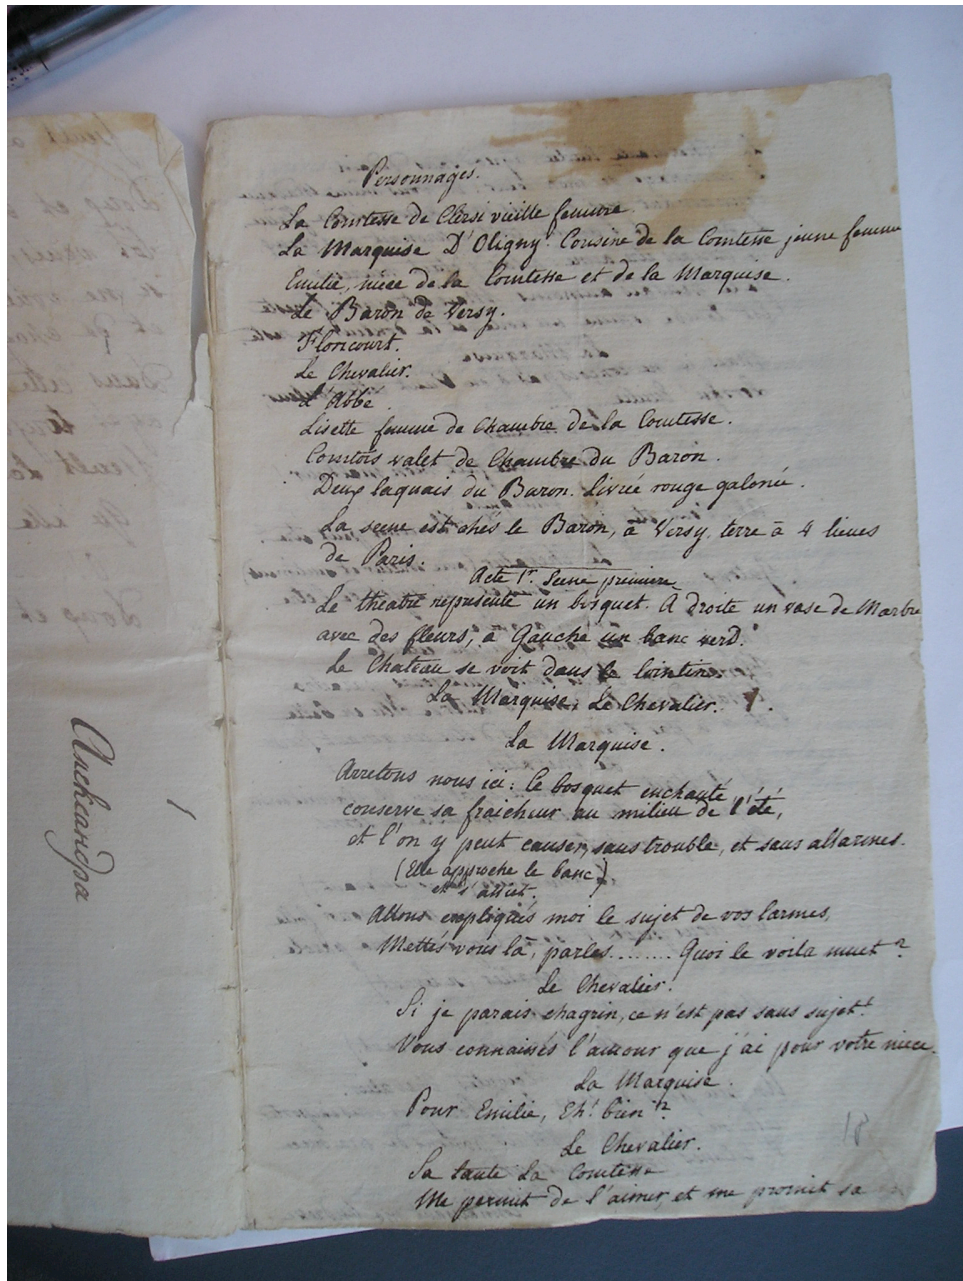 Personnages.
La Comtesse de Clersi vieille femme.
La Marquise D'Oligny Cousine de la Comtesse jeune femme
Emilie, niece de la Comtesse et de la Marquise.
Le Baron de Versy.
Floricourt.
Le Chevalier.
L'Abbé
Lisette femme de Chambre de la Comtesse.
Comtois valet de Chambre du Baron.
Deux laquais du Baron. Livrée rouge galonée.
La scene est chés le Baron, à Versy, terre à 4 lieues
de Paris.
Acte 1r. Scene premiere
Le theatre represente un bosquet. A droite un vase de Marbre
avec des fleurs, à Gauche un banc verd.
Le Chateau se voit dans le lointin.
La Marquise, Le Chevalier.
La Marquise.
Arretons nous ici: Ce bosquet enchanté
conserve sa fraicheur au milieu de l'été,
et l'on y peut causer, sans trouble, et sans allarmes.
(Elle approche le banc)
et s'assiet.
Allons expliqués moi le sujet de vos larmes,
Mettés vous là, parles........ Quoi le voila muet?
Le Chevalier.
Si je parais chagrin, ce n'est pas sans sujet!
Vous connaissés l'amour que j'ai pour votre niece.
La Marquise.
Pour Emilie, Eh! bien!?
Le Chevalier.
Sa tante La Comtesse
Me permit de l'aimer, et me promit sa
18
Anekiandpa